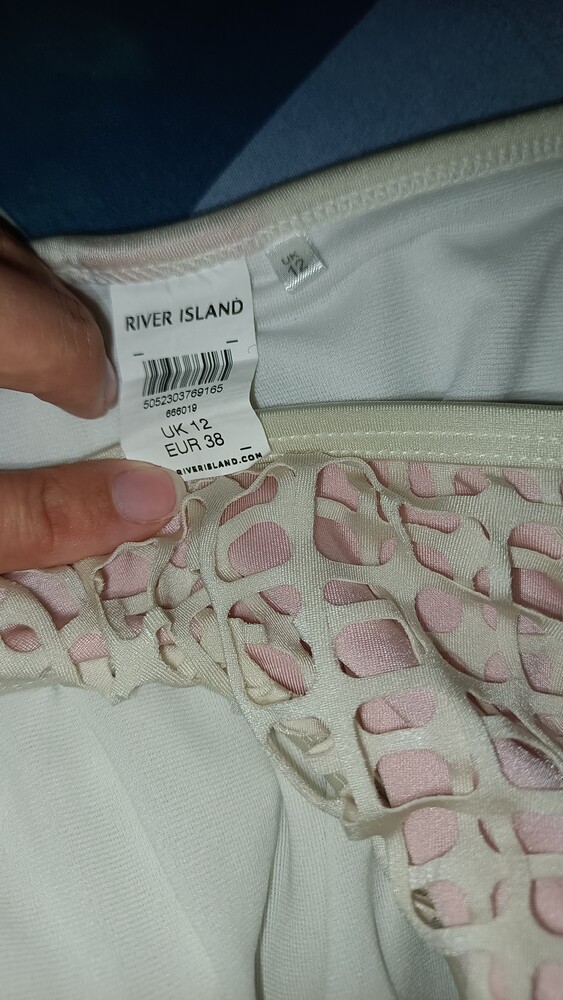 UK
12
RIVER ISLAND
5052303769165
666019
UK 12
EUR 38
RIVERISLAND.COM